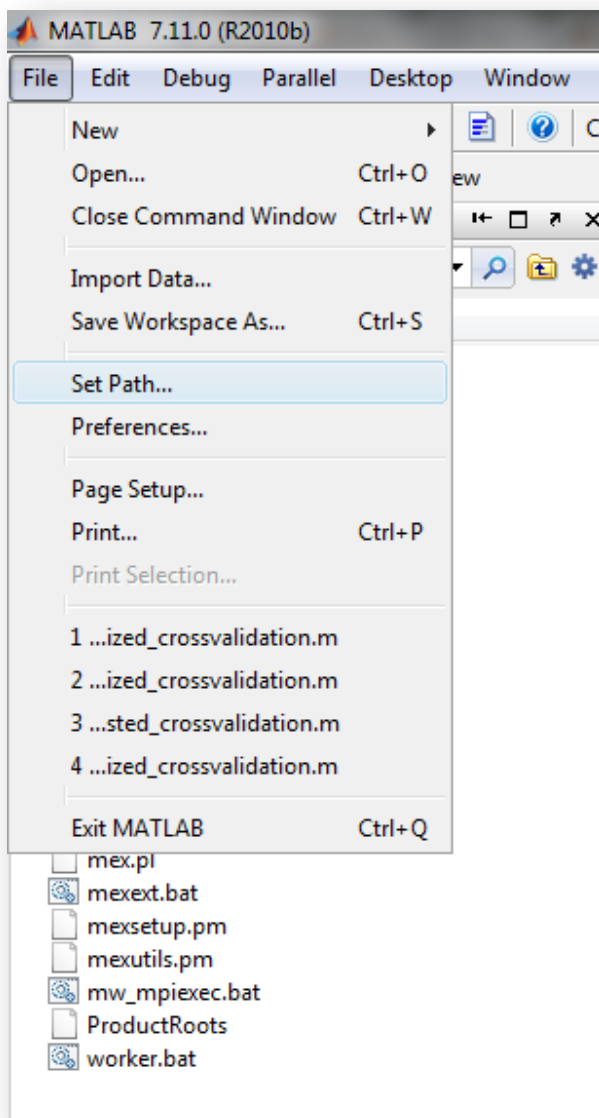 MATLAB 7.11.0 (R2010b)
File Edit Debug Parallel Desktop Window
New
Open... Ctrl+O
ew
Close Command Window Ctrl+W
Import Data...
Save Workspace As... Ctrl+S
Set Path...
Preferences...
Page Setup...
Print... Ctrl+P
Print Selection...
1 ...ized_crossvalidation.m
2 ...ized_crossvalidation.m
3 ...sted_crossvalidation.m
4 ...ized_crossvalidation.m
Exit MATLAB Ctrl+Q
mex.pl
mexext.bat
mexsetup.pm
mexutils.pm
mw_mpiexec.bat
ProductRoots
worker.bat